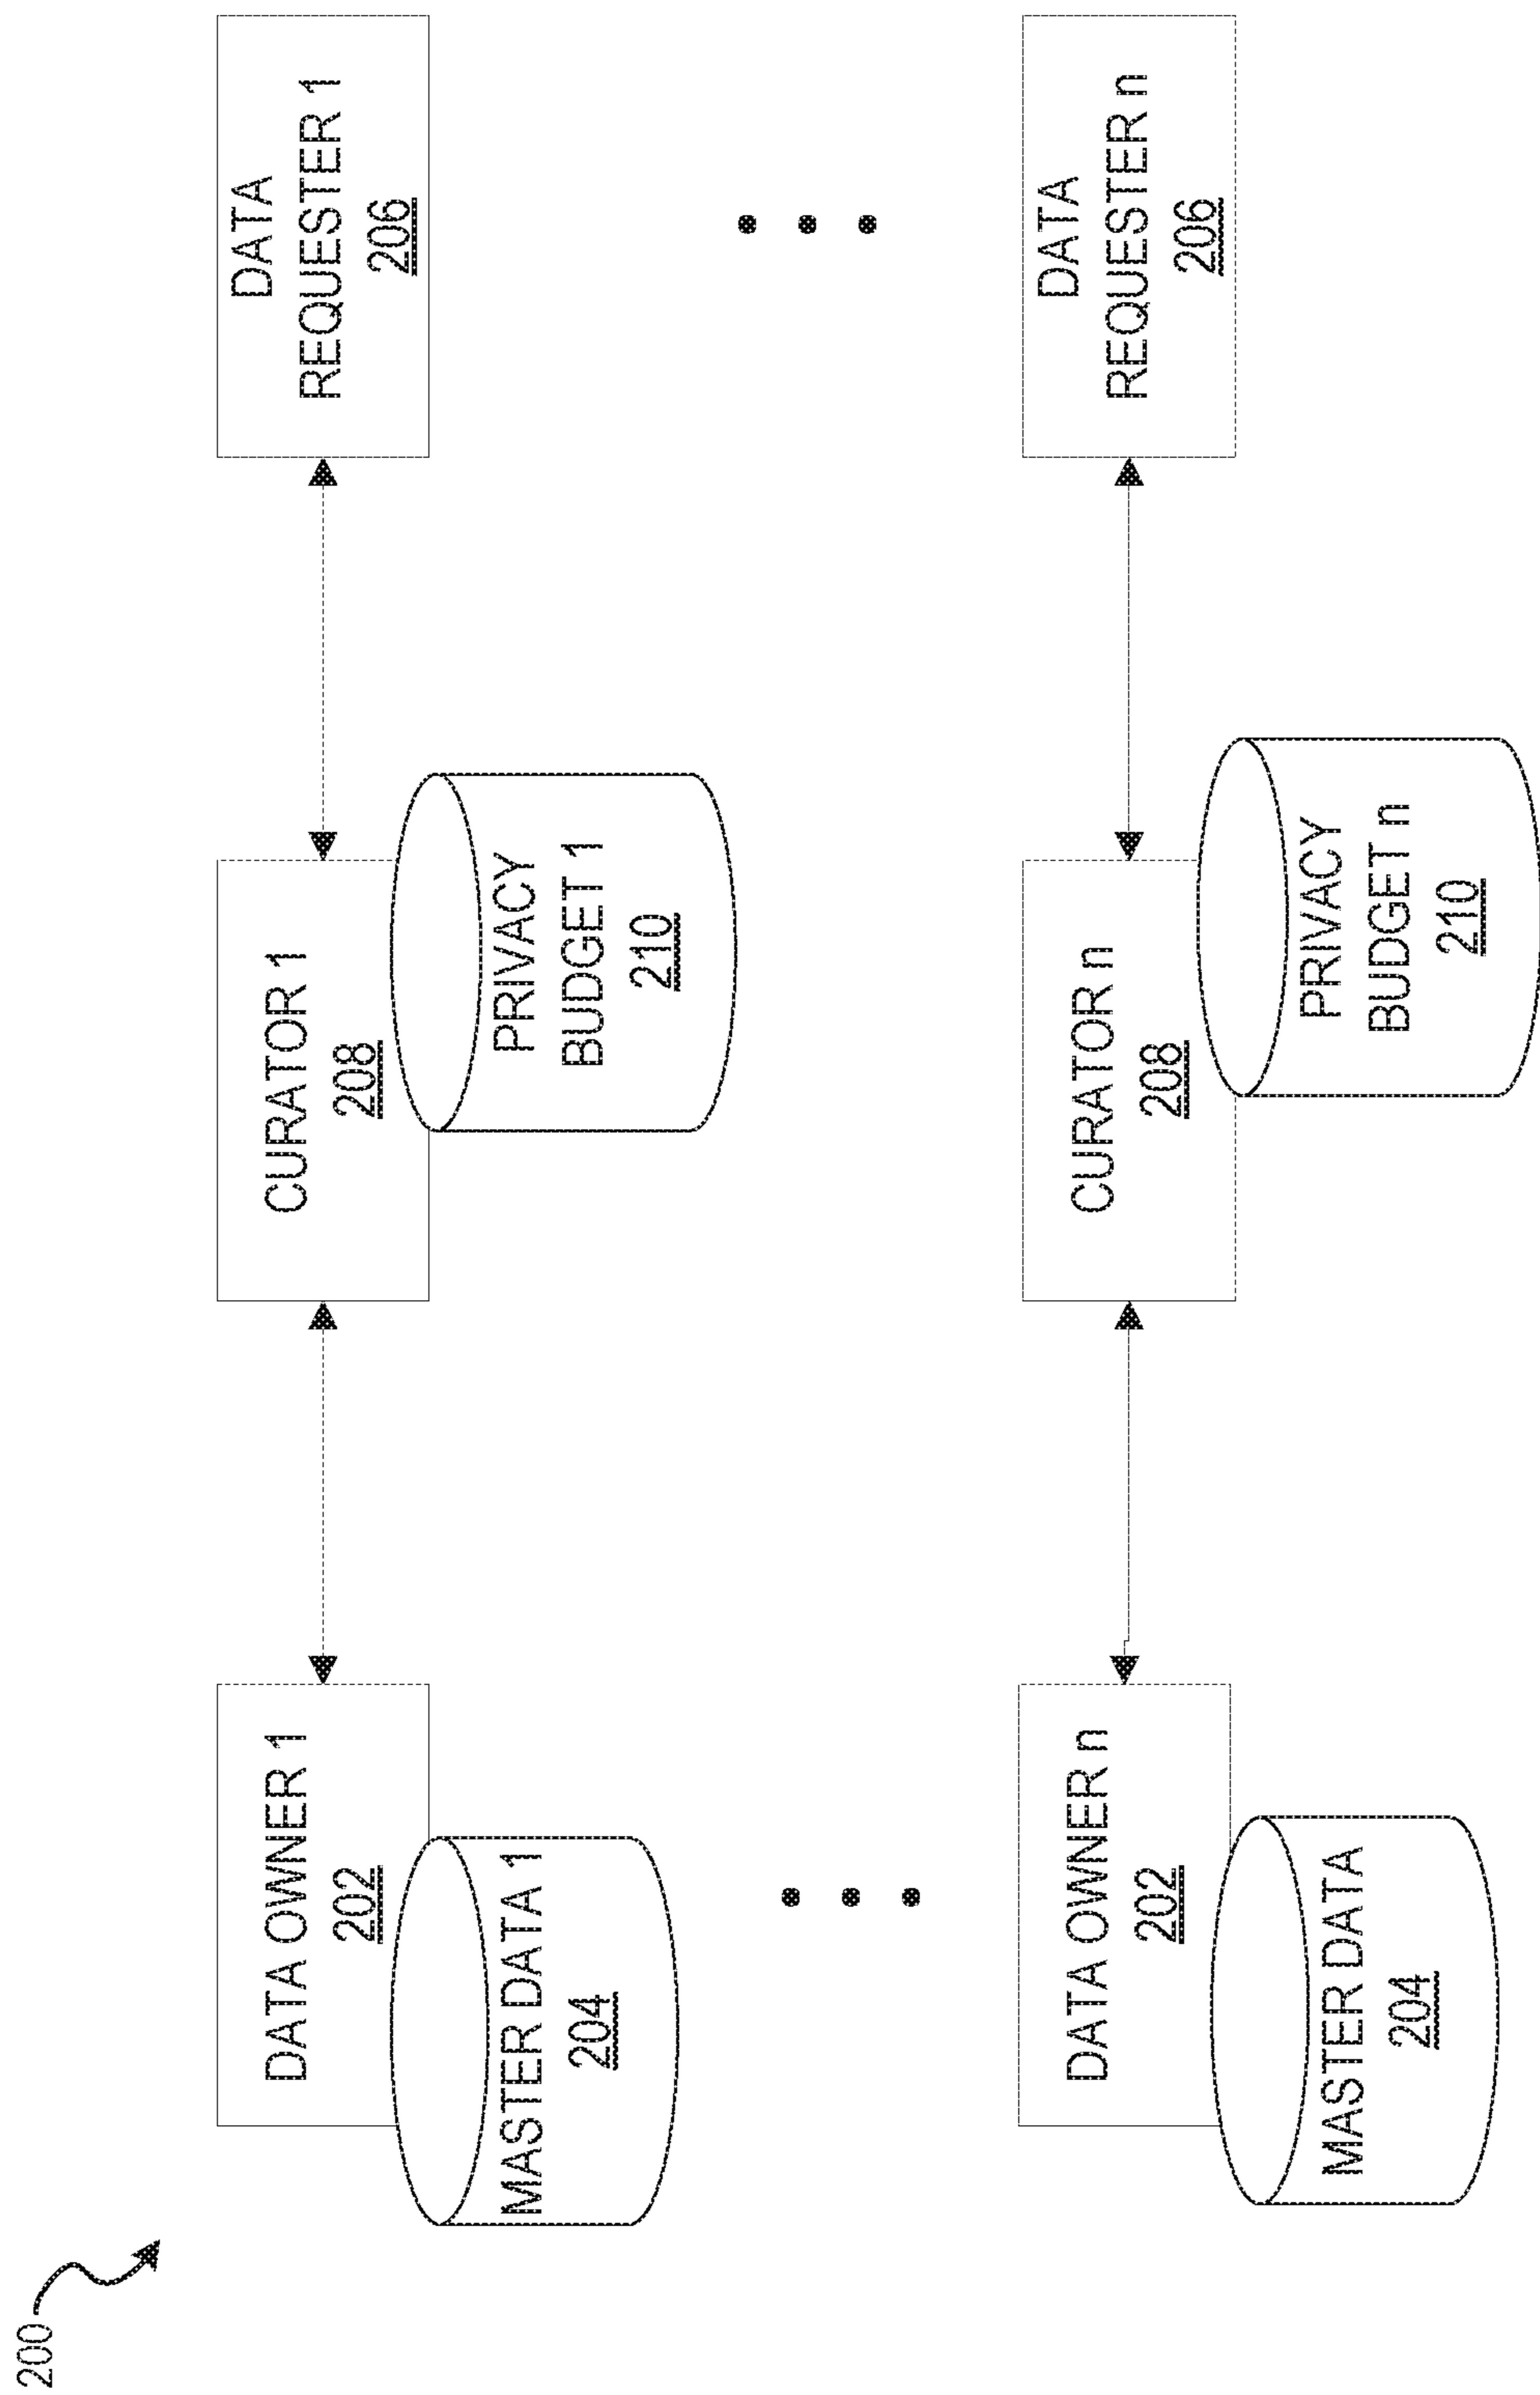 200
DATA OWNER 1
202
MASTER DATA 1
204
CURATOR 1
208
PRIVACY
BUDGET 1
210
DATA
REQUESTER 1
206
DATA OWNER n
202
MASTER DATA
204
CURATOR n
208
PRIVACY
BUDGET n
210
DATA
REQUESTER n
206